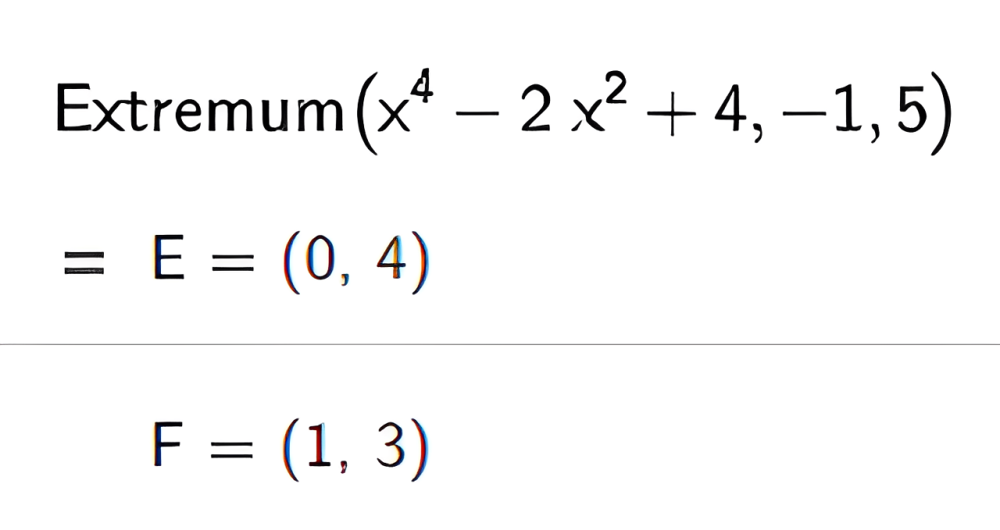 Extremum(x⁴ − 2 x² + 4, −1, 5)
= E = (0, 4)
F = (1, 3)